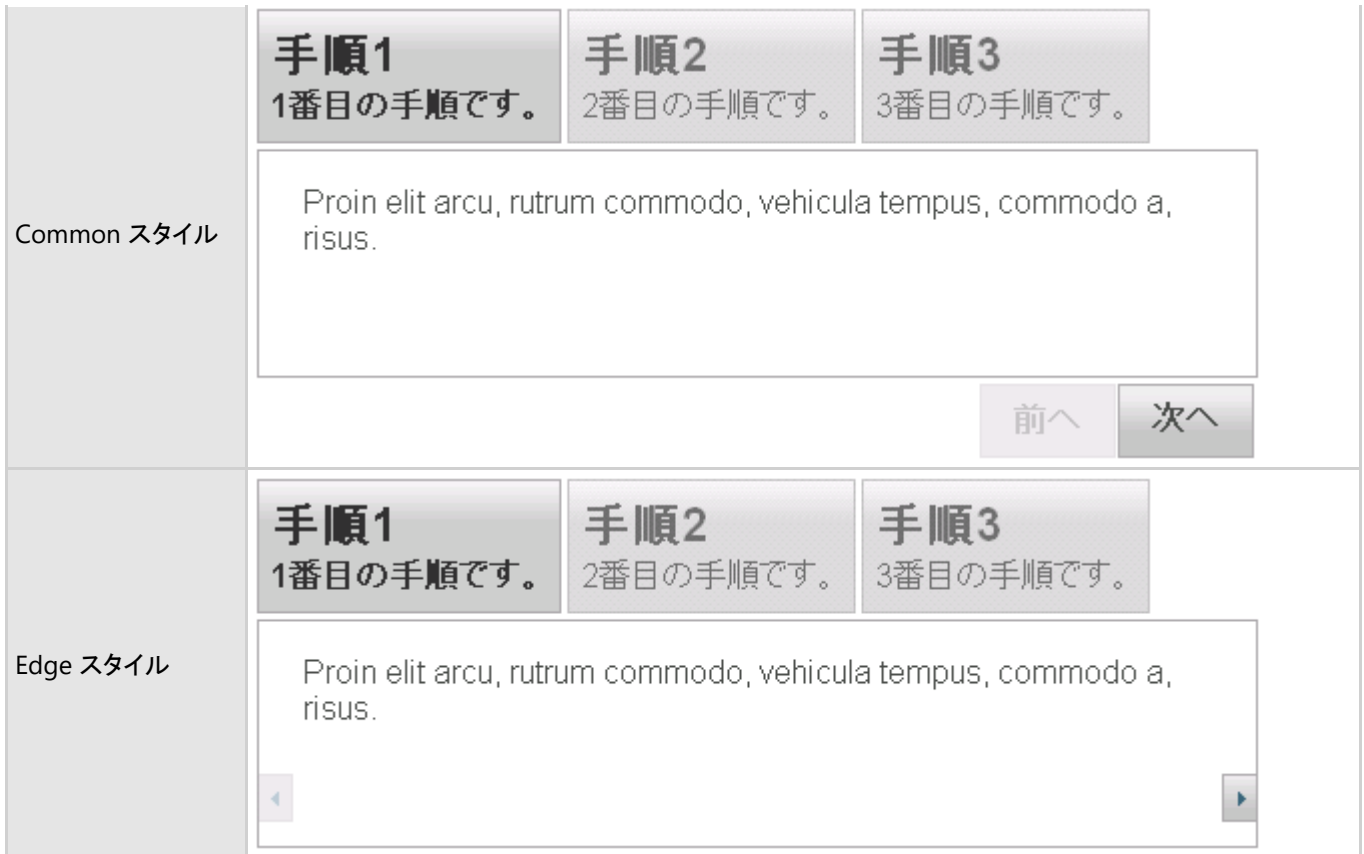 Common スタイル
手順1
1番目の手順です。
手順2
2番目の手順です。
手順3
3番目の手順です。
Proin elit arcu, rutrum commodo, vehicula tempus, commodo a,
risus.
前へ
次へ
Edge スタイル
手順1
1番目の手順です。
手順2
2番目の手順です。
手順3
3番目の手順です。
Proin elit arcu, rutrum commodo, vehicula tempus, commodo a,
risus.